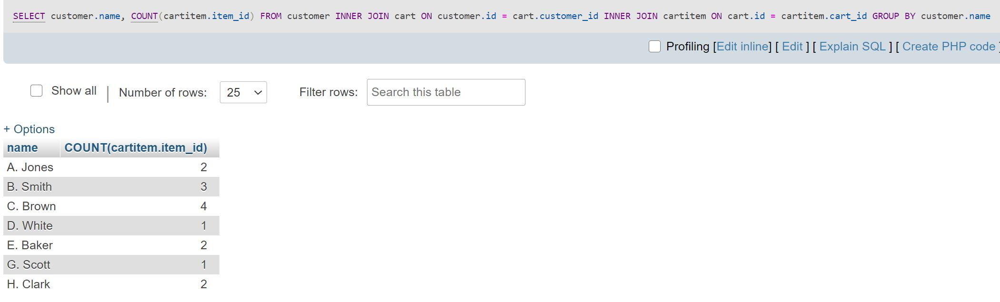 SELECT customer.name, COUNT(cartitem.item_id) FROM customer INNER JOIN cart ON customer.id = cart.customer_id INNER JOIN cartitem ON cart.id = cartitem.cart_id GROUP BY customer.name
Profiling [Edit inline] [ Edit ] [ Explain SQL ] [ Create PHP code ]
Show all | Number of rows: 25 Filter rows: Search this table
+ Options
name COUNT(cartitem.item_id)
A. Jones 2
B. Smith 3
C. Brown 4
D. White 1
E. Baker 2
G. Scott 1
H. Clark 2